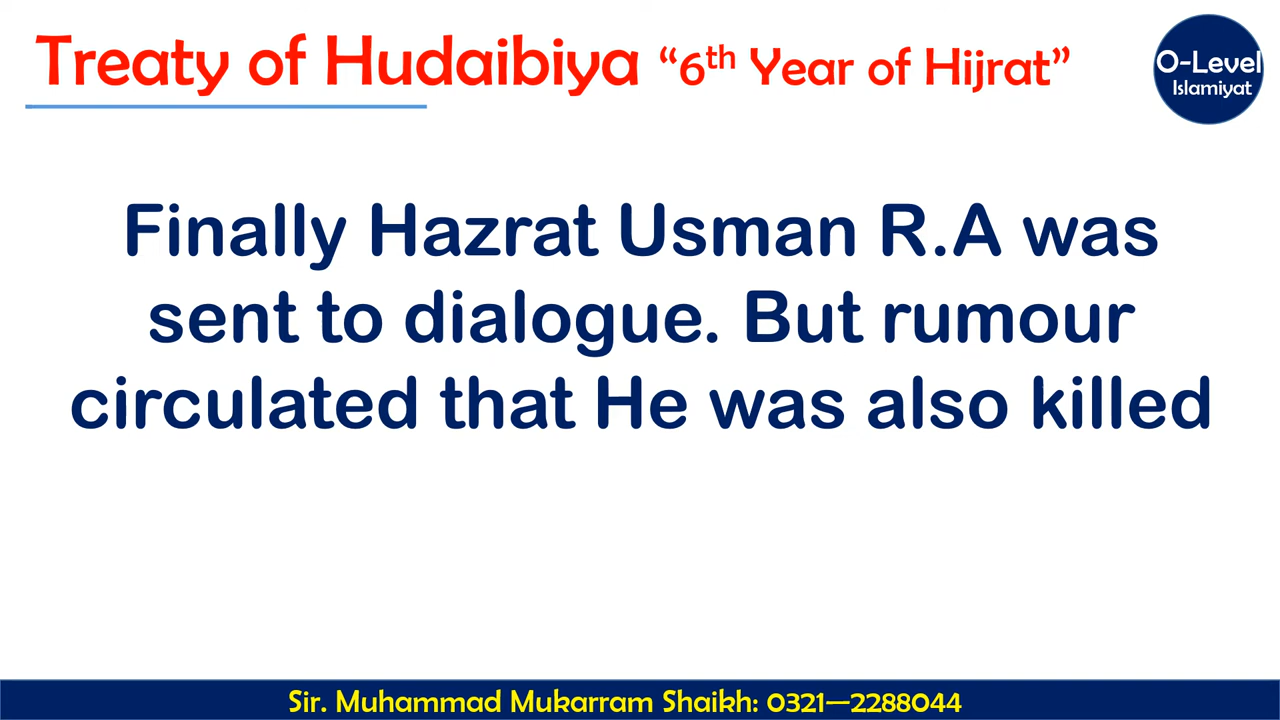 Treaty of Hudaibiya “6th Year of Hijrat”
O-Level
Islamiyat
Finally Hazrat Usman R.A was
sent to dialogue. But rumour
circulated that He was also killed
Sir. Muhammad Mukarram Shaikh: 0321—2288044